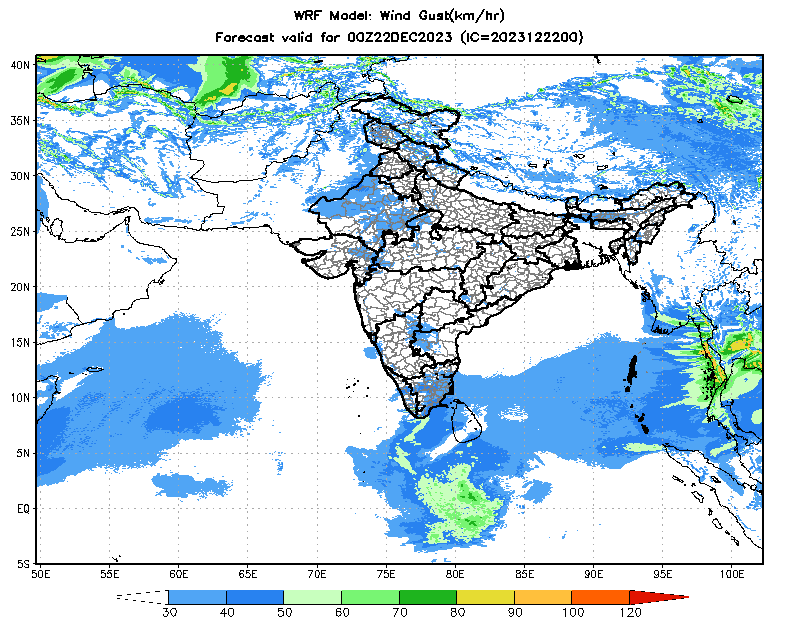 WRF Model: Wind Gust(km/hr)
Forecast valid for 00Z22DEC2023 (IC=2023122200)
40N
35N
30N
25N
20N
15N
10N
5N
EQ
5S
50E 55E 60E 65E 70E 75E 80E 85E 90E 95E 100E
30 40 50 60 70 80 90 100 120